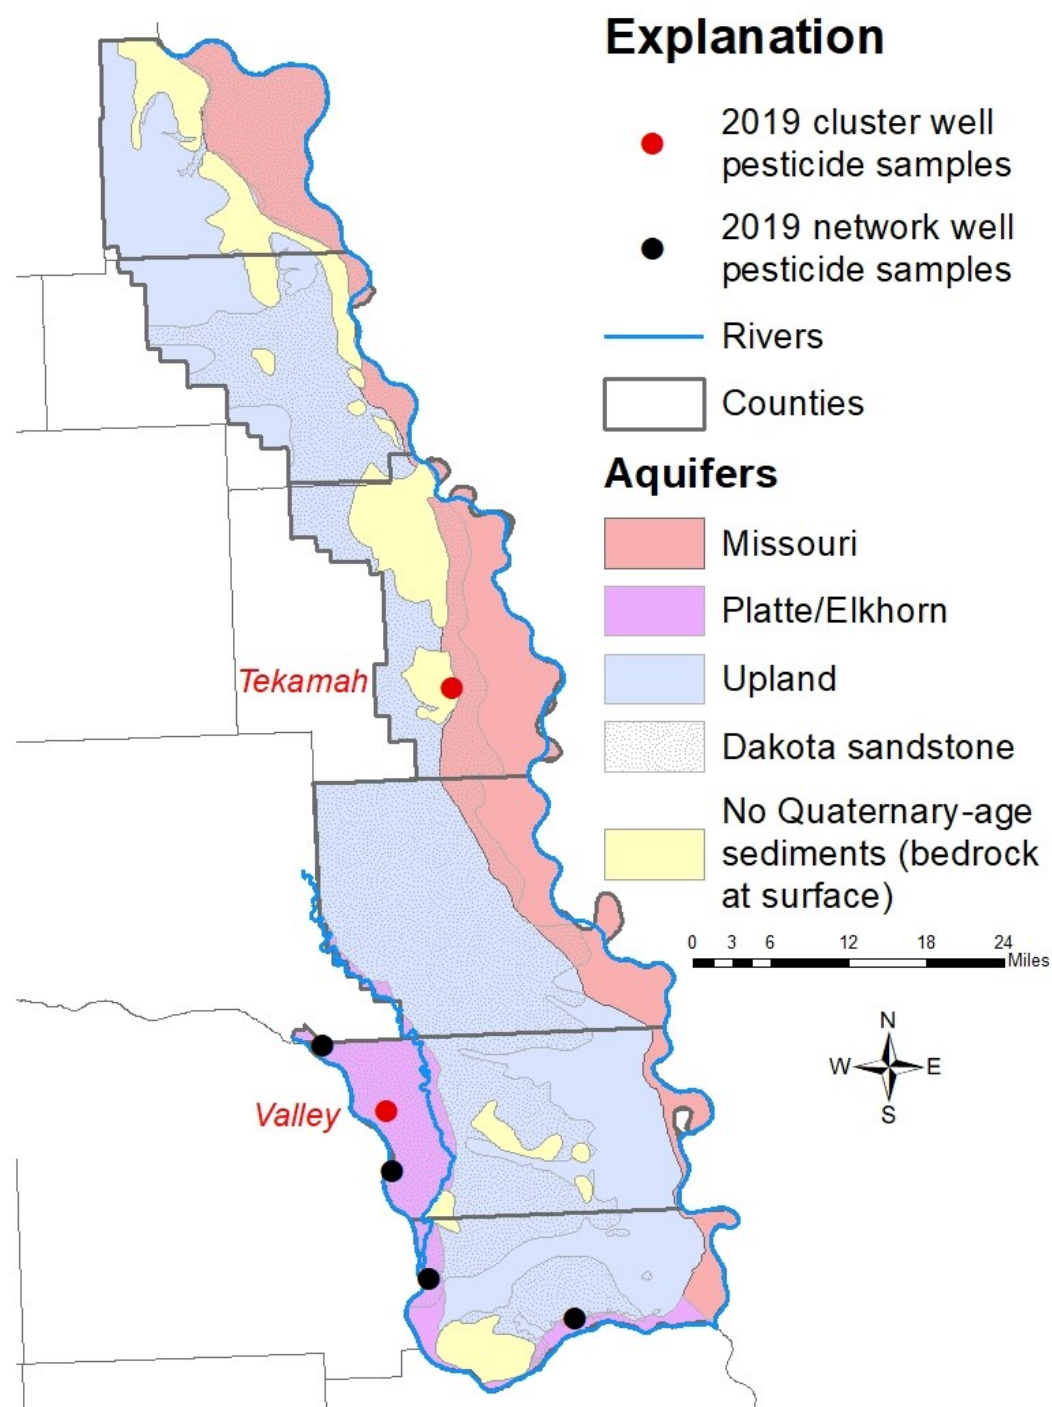 Explanation
2019 cluster well
pesticide samples
2019 network well
pesticide samples
Rivers
Counties
Aquifers
Missouri
Platte/Elkhorn
Upland
Dakota sandstone
No Quaternary-age
sediments (bedrock
at surface)
0 3 6 12 18 24
Miles
N
W E
S
Tekamah
Valley